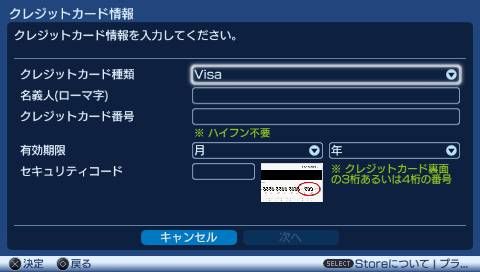 クレジットカード情報
クレジットカード情報を入力してください。
クレジットカード種類 Visa
名義人(ローマ字)
クレジットカード番号
※ ハイフン不要
有効期限 月 年
セキュリティコード ※ クレジットカード裏面
の3桁あるいは4桁の番号
キャンセル 次へ
決定 戻る SELECT Storeについて | プラ...